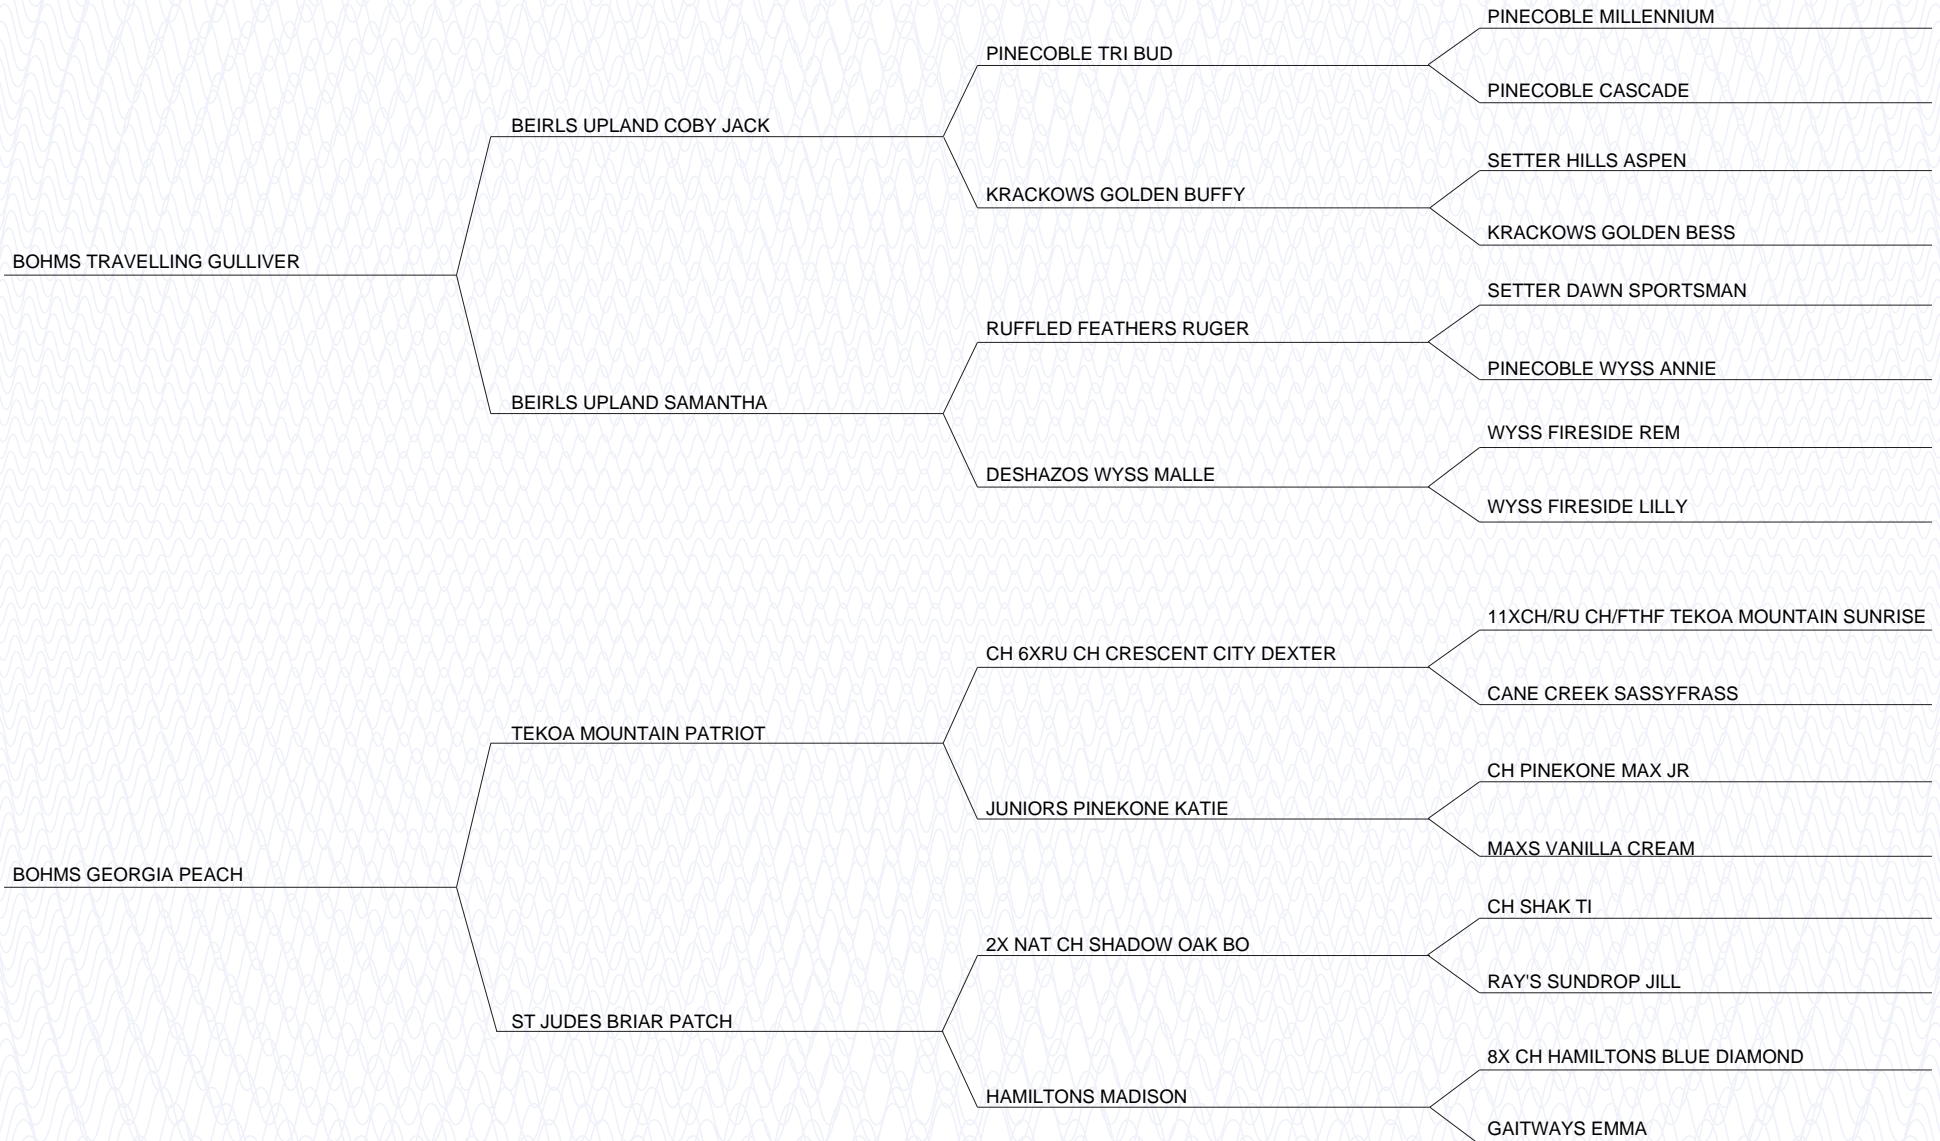 PINECOBLE MILLENNIUM
PINECOBLE TRI BUD
PINECOBLE CASCADE
BEIRLS UPLAND COBY JACK
SETTER HILLS ASPEN
KRACKOWS GOLDEN BUFFY
KRACKOWS GOLDEN BESS
BOHMS TRAVELLING GULLIVER
SETTER DAWN SPORTSMAN
RUFFLED FEATHERS RUGER
PINECOBLE WYSS ANNIE
BEIRLS UPLAND SAMANTHA
WYSS FIRESIDE REM
DESHAZOS WYSS MALLE
WYSS FIRESIDE LILLY
11XCH/RU CH/FTHF TEKOA MOUNTAIN SUNRISE
CH 6XRU CH CRESCENT CITY DEXTER
CANE CREEK SASSYFRASS
TEKOA MOUNTAIN PATRIOT
CH PINEKONE MAX JR
JUNIORS PINEKONE KATIE
MAXS VANILLA CREAM
BOHMS GEORGIA PEACH
CH SHAK TI
2X NAT CH SHADOW OAK BO
RAY'S SUNDROP JILL
ST JUDES BRIAR PATCH
8X CH HAMILTONS BLUE DIAMOND
HAMILTONS MADISON
GAITWAYS EMMA